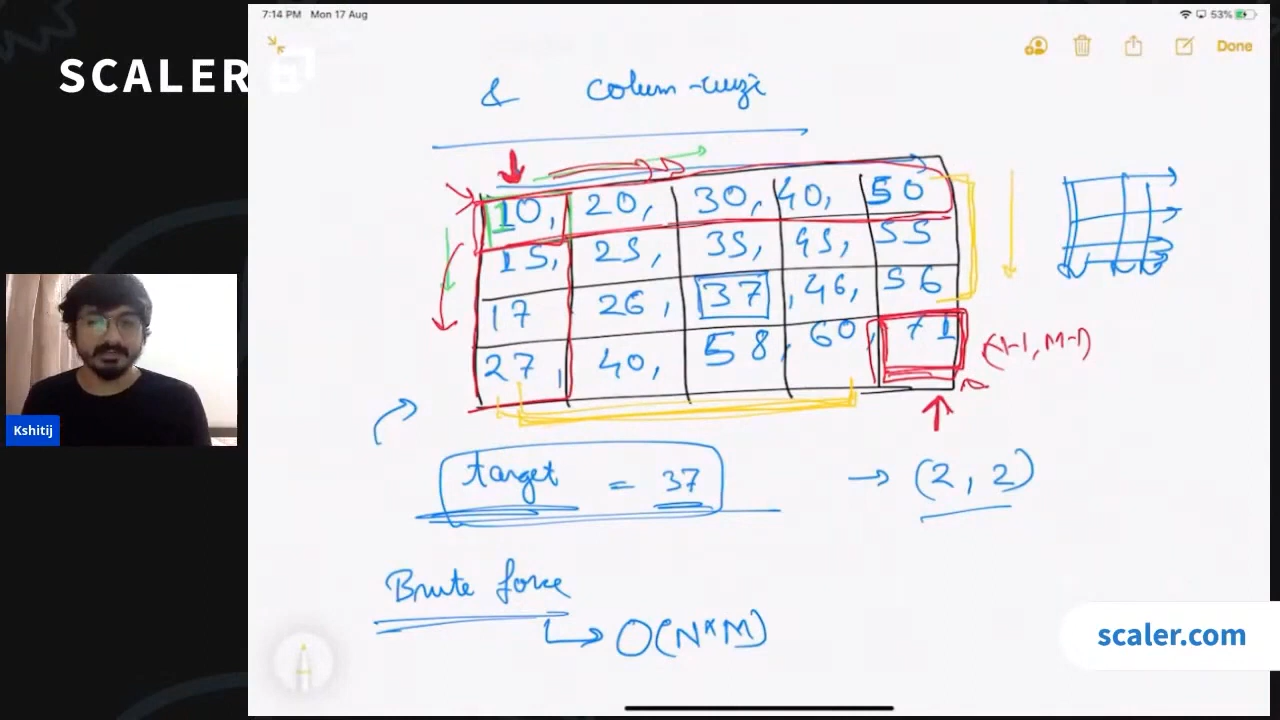 7:14 PM Mon 17 Aug
53%
Done
SCALER
& colum-wise
10, 20, 30, 40, 50
15, 25, 35, 45, 55
17 26, 37, 46, 56
27, 40, 58, 60, 71
(N-1, M-1)
Kshitij
target = 37 → (2, 2)
Brute force
O(N*M)
scaler.com